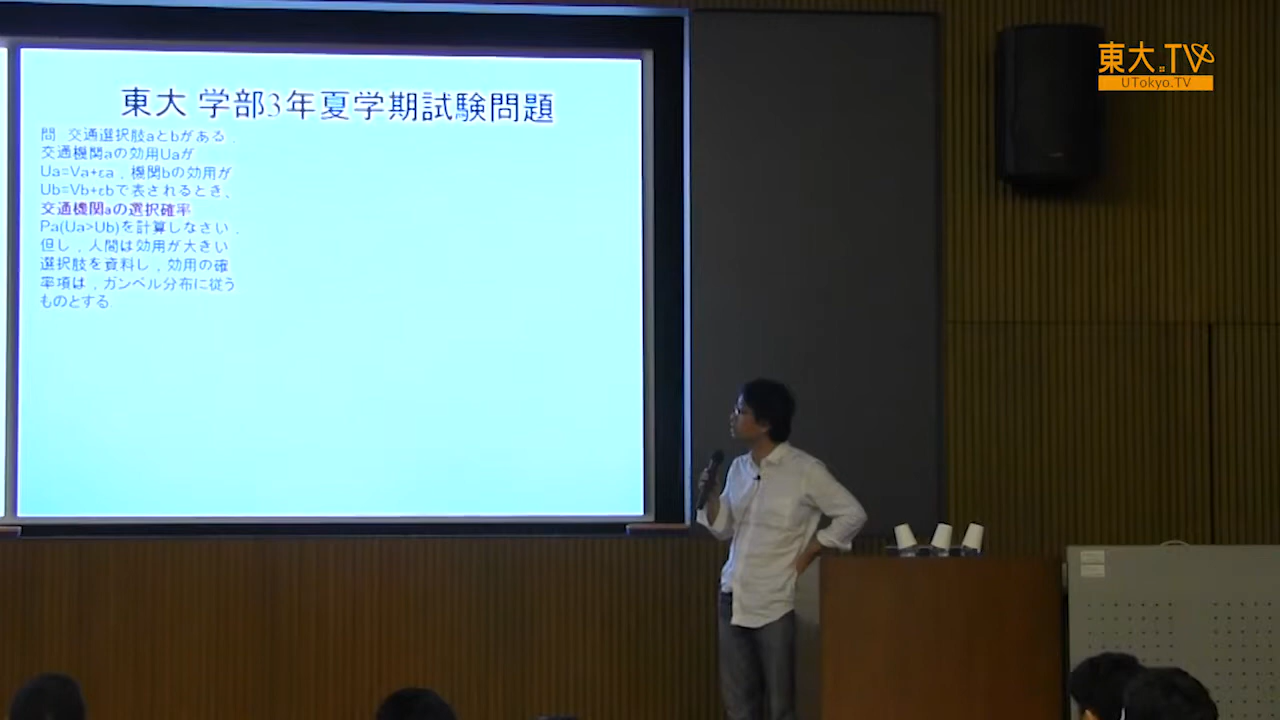 東大 学部3年夏学期試験問題
問 交通選択肢aとbがある．
交通機関aの効用Uaが
Ua=Va+εa，機関bの効用が
Ub=Vb+εbで表されるとき、
交通機関aの選択確率
Pa(Ua>Ub)を計算しなさい．
但し，人間は効用が大きい
選択肢を資料し，効用の確
率項は，ガンベル分布に従う
ものとする
東大.TV
UTokyo.TV